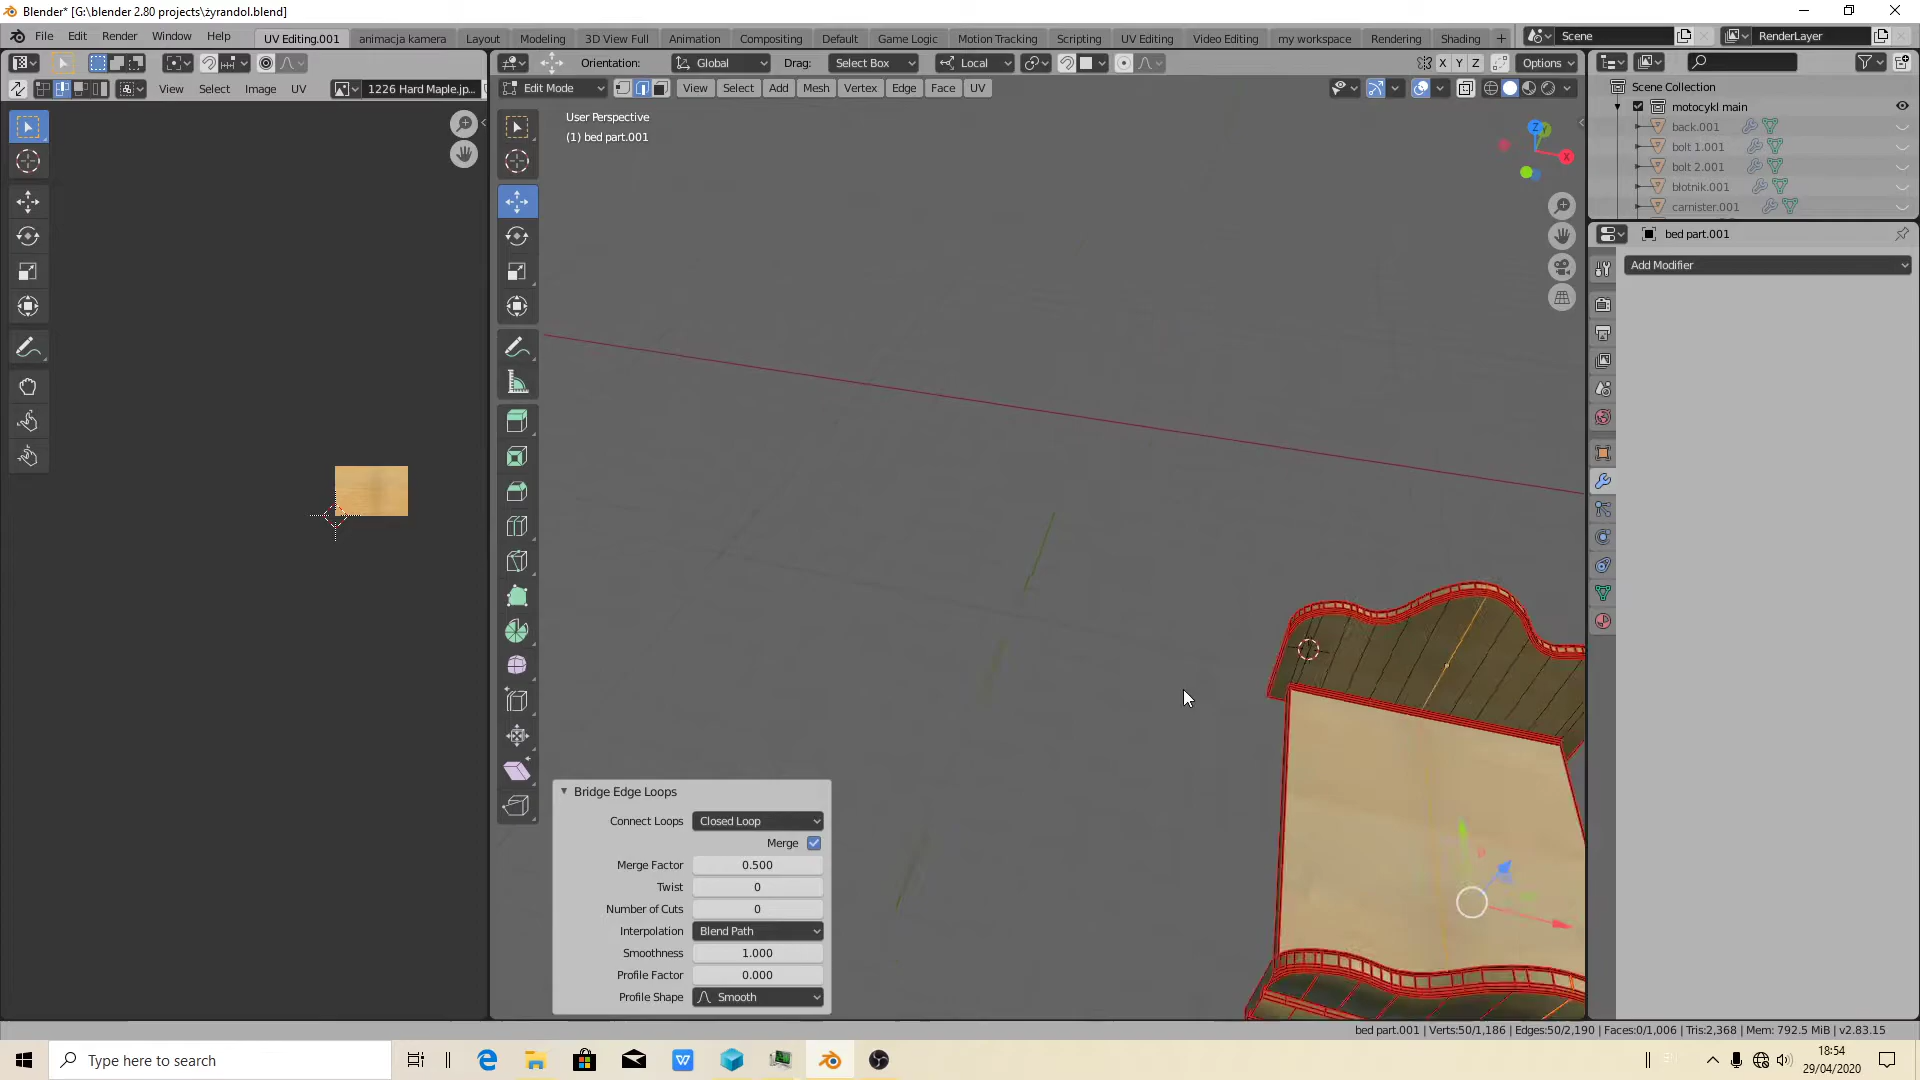 Blender* [G:\blender 2.80 projects\żyrandol.blend]
File Edit Render Window Help UV Editing.001 animacja kamera Layout Modeling 3D View Full Animation Compositing Default Game Logic Motion Tracking Scripting UV Editing Video Editing my workspace Rendering Shading + Scene RenderLayer
Orientation: Global Drag: Select Box Local X Y Z Options
View Select Image UV 1226 Hard Maple.jp... Edit Mode View Select Add Mesh Vertex Edge Face UV
Scene Collection
motocykl main
back.001
bolt 1.001
bolt 2.001
błotnik.001
carnister.001
User Perspective
(1) bed part.001
Z
Y
X
bed part.001
Add Modifier
Bridge Edge Loops
Connect Loops Closed Loop
Merge
Merge Factor 0.500
Twist 0
Number of Cuts 0
Interpolation Blend Path
Smoothness 1.000
Profile Factor 0.000
Profile Shape Smooth
bed part.001 | Verts:50/1,186 | Edges:50/2,190 | Faces:0/1,006 | Tris:2,368 | Mem: 792.5 MiB | v2.83.15
Type here to search
18:54
29/04/2020